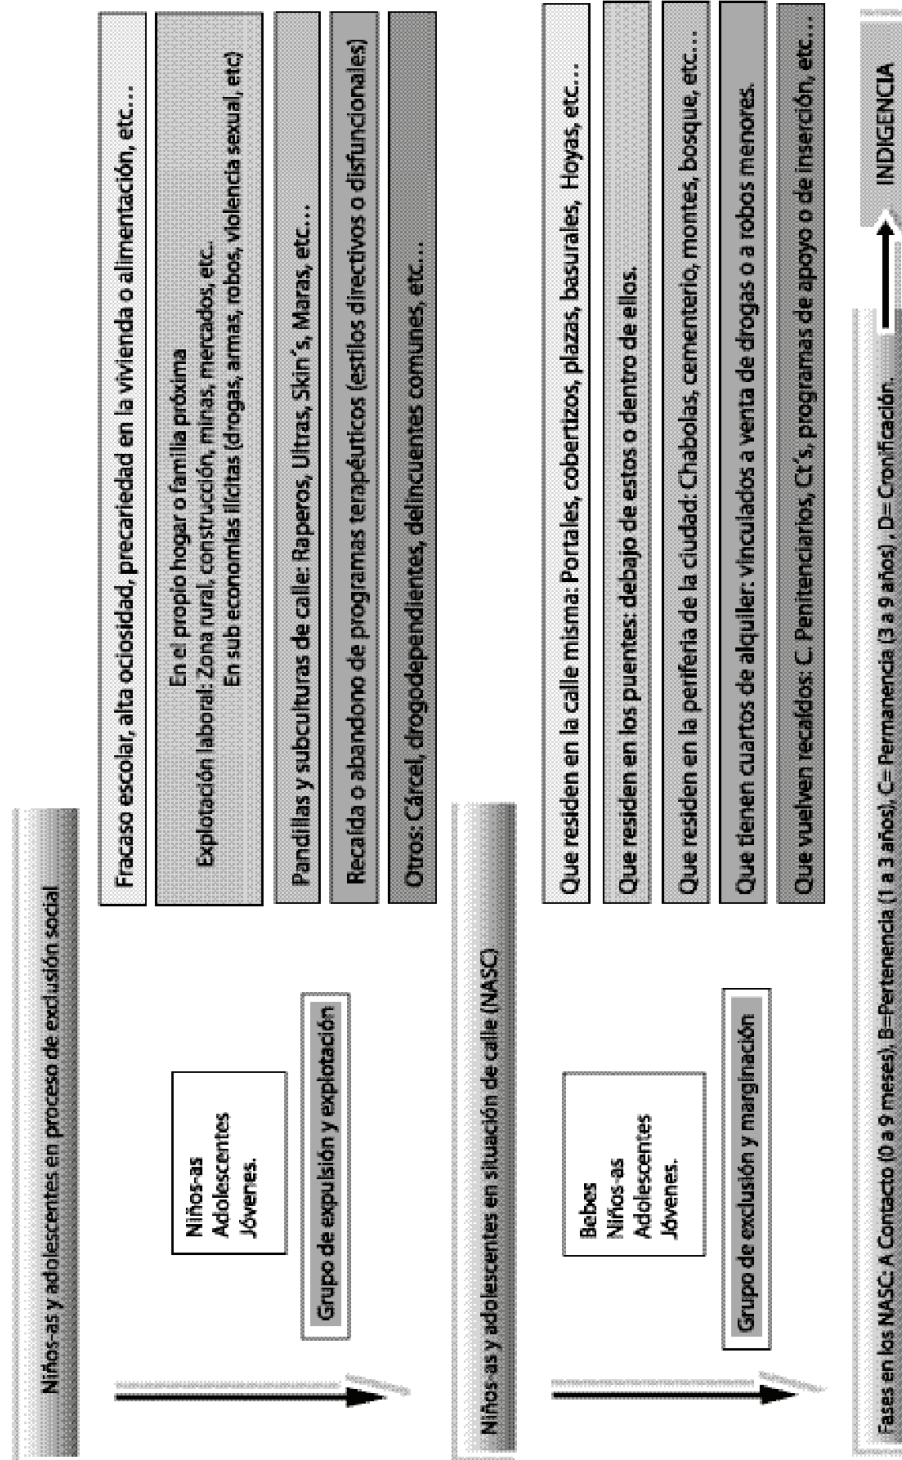 Niños-as y adolescentes en proceso de exclusión social
Niños-as
Adolescentes
Jóvenes.
Grupo de expulsión y explotación
Fracaso escolar, alta ociosidad, precariedad en la vivienda o alimentación, etc…
En el propio hogar o familia próxima
Explotación laboral: Zona rural, construcción, minas, mercados, etc.
En sub economías ilícitas (drogas, armas, robos, violencia sexual, etc)
Pandillas y subculturas de calle: Raperos, Ultras, Skin´s, Maras, etc…
Recaída o abandono de programas terapéuticos (estilos directivos o disfuncionales)
Otros: Cárcel, drogodependientes, delincuentes comunes, etc…
Niños-as y adolescentes en situación de calle (NASC)
Bebes
Niños-as
Adolescentes
Jóvenes.
Grupo de exclusión y marginación
Que residen en la calle misma: Portales, cobertizos, plazas, basurales, Hoyas, etc…
Que residen en los puentes: debajo de estos o dentro de ellos.
Que residen en la periferia de la ciudad: Chabolas, cementerio, montes, bosque, etc…
Que tienen cuartos de alquiler: vinculados a venta de drogas o a robos menores.
Que vuelven recaídos: C. Penitenciarios, Ct´s, programas de apoyo o de inserción, etc…
Fases en los NASC: A Contacto (0 a 9 meses), B=Pertenencia (1 a 3 años), C= Permanencia (3 a 9 años) , D= Cronificación.
INDIGENCIA